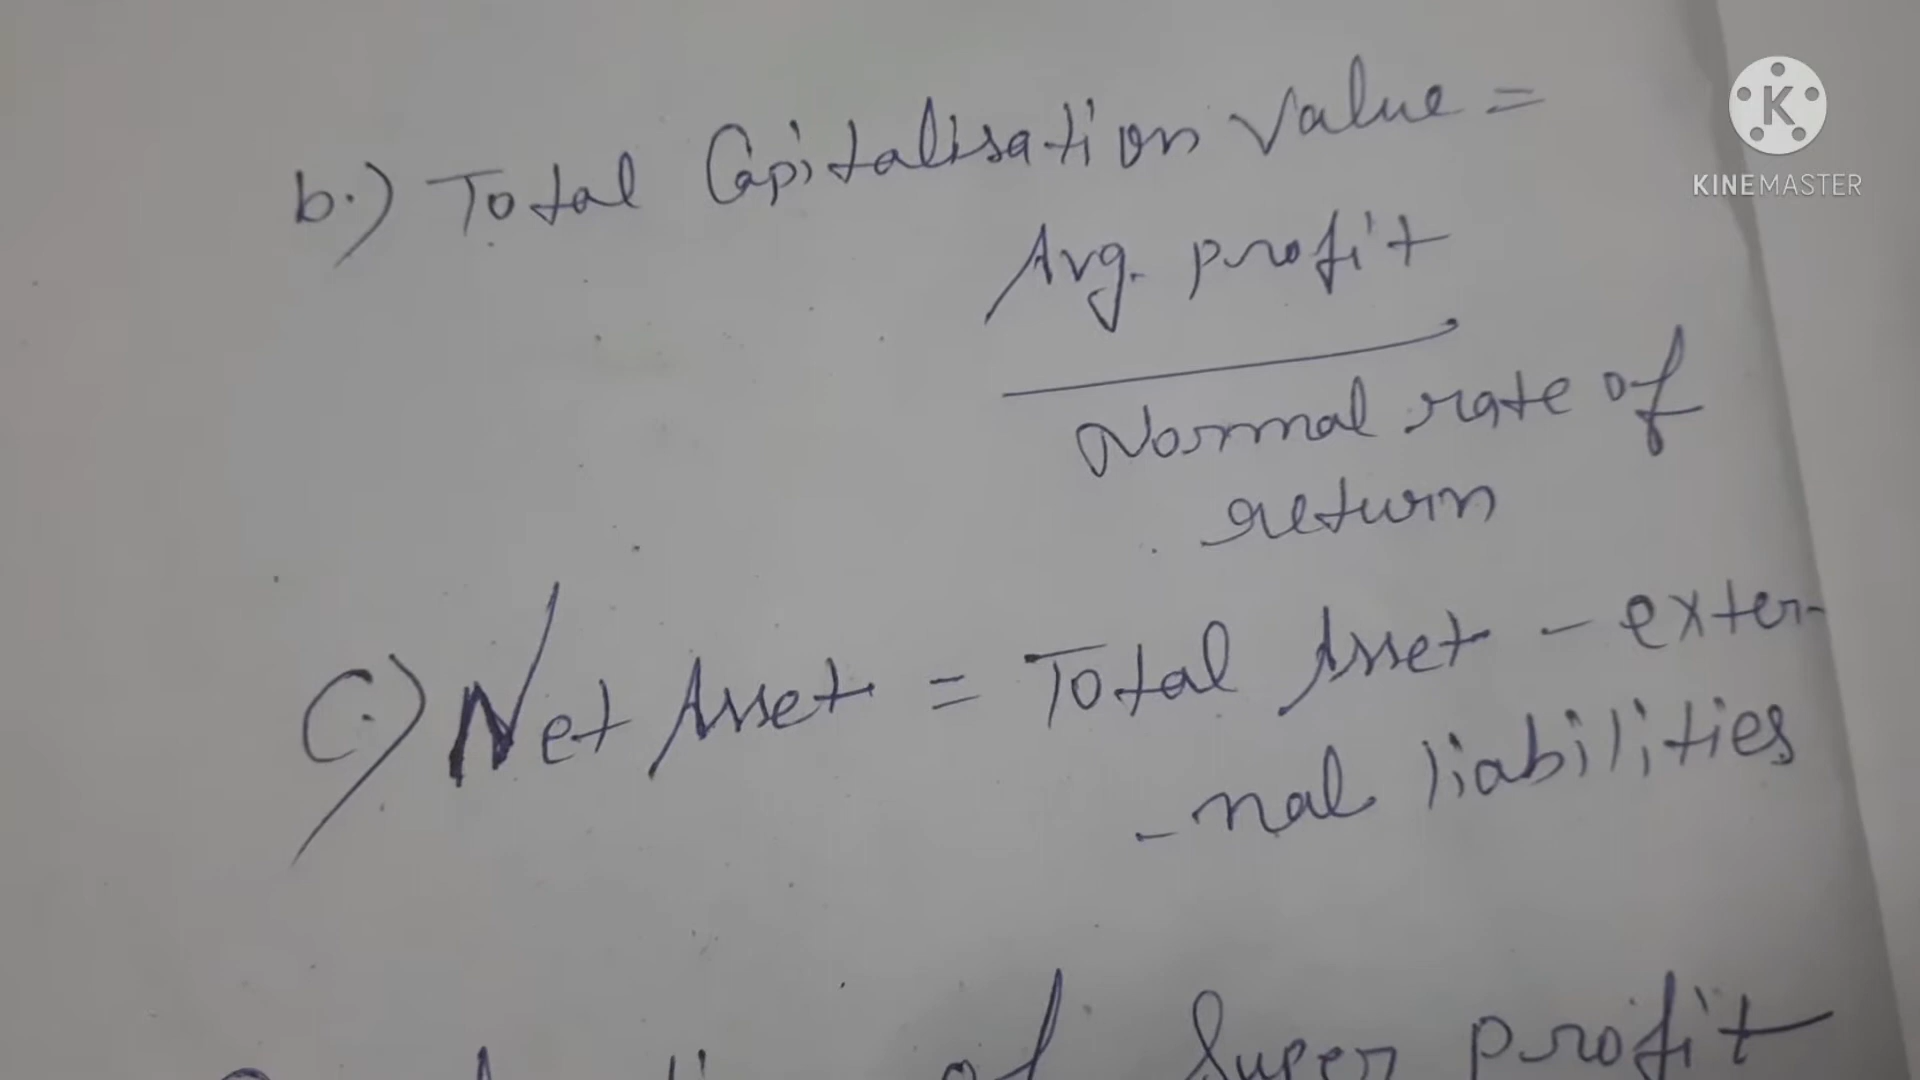 b.) Total Capitalisation Value =
Avg. profit
Normal rate of
return
C.) Net Asset = Total Asset - exter-
-nal liabilities
of Super profit
K
KINEMASTER